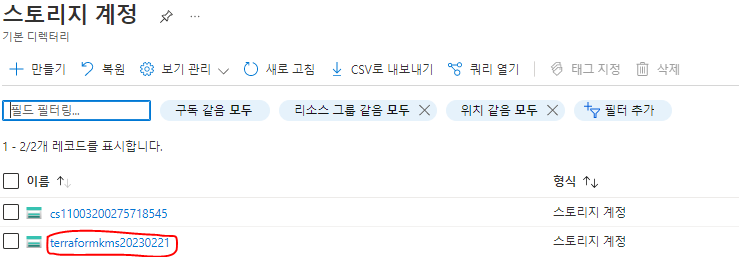 스토리지 계정
기본 디렉터리
만들기 복원 보기 관리 새로 고침 CSV로 내보내기 쿼리 열기 태그 지정 삭제
필드 필터링... 구독 같음 모두 리소스 그룹 같음 모두 위치 같음 모두 필터 추가
1 - 2/2개 레코드를 표시합니다.
이름 형식
cs11003200275718545 스토리지 계정
terraformkms20230221 스토리지 계정